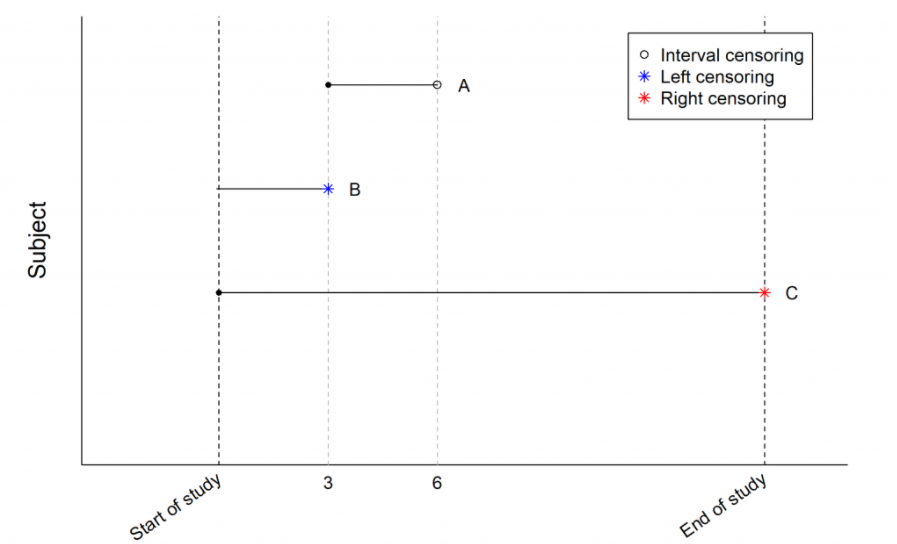 Interval censoring
Left censoring
Right censoring
A
B
C
Subject
Start of study
3
6
End of study